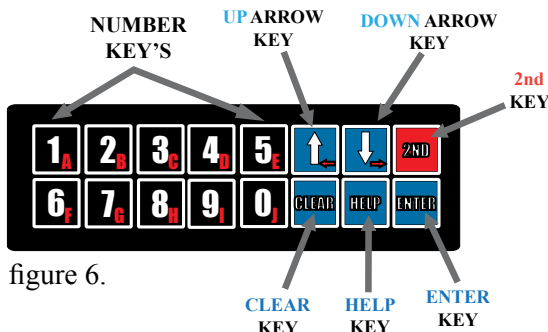 NUMBER
KEY'S
UP ARROW
KEY
DOWN ARROW
KEY
2nd
KEY
1A 2B 3C 4D 5E 2ND
6F 7G 8H 9I 0J CLEAR HELP ENTER
figure 6.
CLEAR
KEY
HELP
KEY
ENTER
KEY